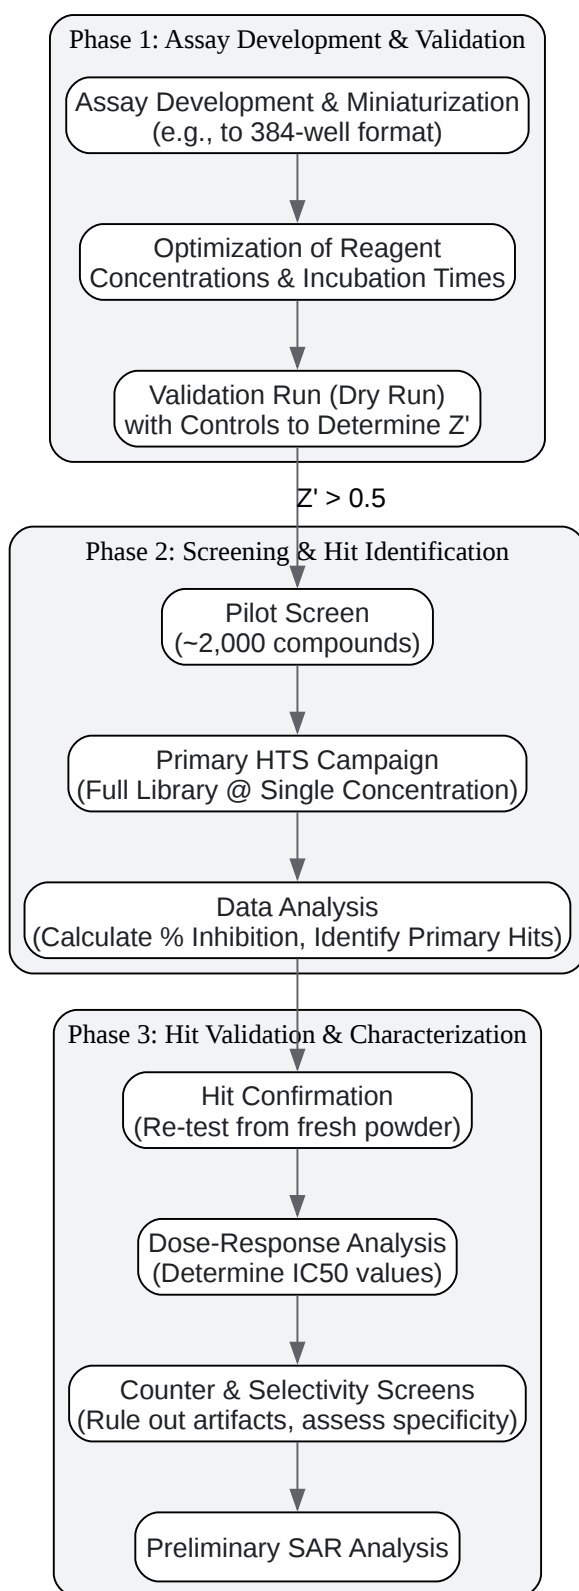 Phase 1: Assay Development & Validation
Assay Development & Miniaturization
(e.g., to 384-well format)
Optimization of Reagent
Concentrations & Incubation Times
Validation Run (Dry Run)
with Controls to Determine Z'
Z' > 0.5
Phase 2: Screening & Hit Identification
Pilot Screen
(~2,000 compounds)
Primary HTS Campaign
(Full Library @ Single Concentration)
Data Analysis
(Calculate % Inhibition, Identify Primary Hits)
Phase 3: Hit Validation & Characterization
Hit Confirmation
(Re-test from fresh powder)
Dose-Response Analysis
(Determine IC50 values)
Counter & Selectivity Screens
(Rule out artifacts, assess specificity)
Preliminary SAR Analysis